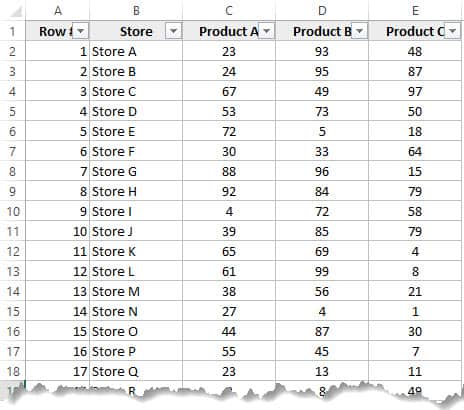 A B C D E
1 Row # Store Product A Product B Product C
2 1 Store A 23 93 48
3 2 Store B 24 95 87
4 3 Store C 67 49 97
5 4 Store D 53 73 50
6 5 Store E 72 5 18
7 6 Store F 30 33 64
8 7 Store G 88 96 15
9 8 Store H 92 84 79
10 9 Store I 4 72 58
11 10 Store J 39 85 79
12 11 Store K 65 69 4
13 12 Store L 61 99 8
14 13 Store M 38 56 21
15 14 Store N 27 4 1
16 15 Store O 44 87 30
17 16 Store P 55 45 7
18 17 Store Q 23 13 11
R 8 49